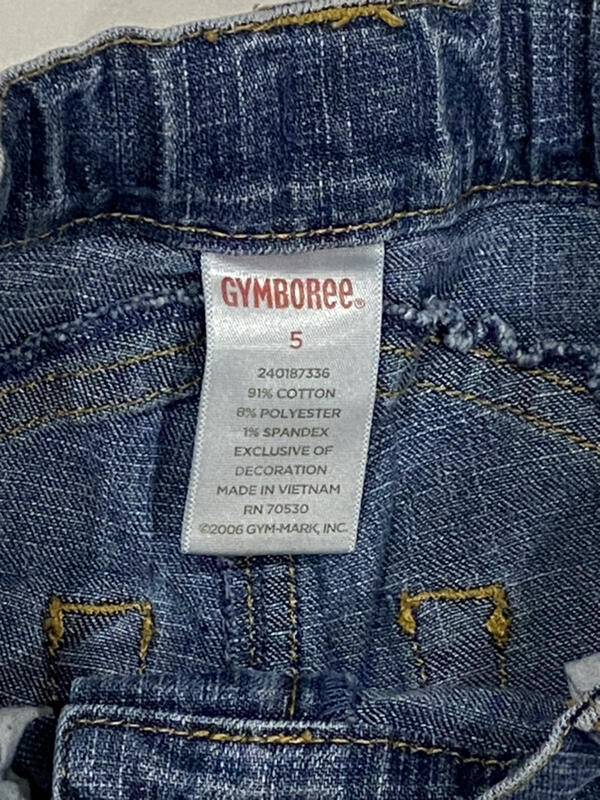 GYMBORee®
5
240187336
91% COTTON
8% POLYESTER
1% SPANDEX
EXCLUSIVE OF
DECORATION
MADE IN VIETNAM
RN 70530
©2006 GYM-MARK, INC.